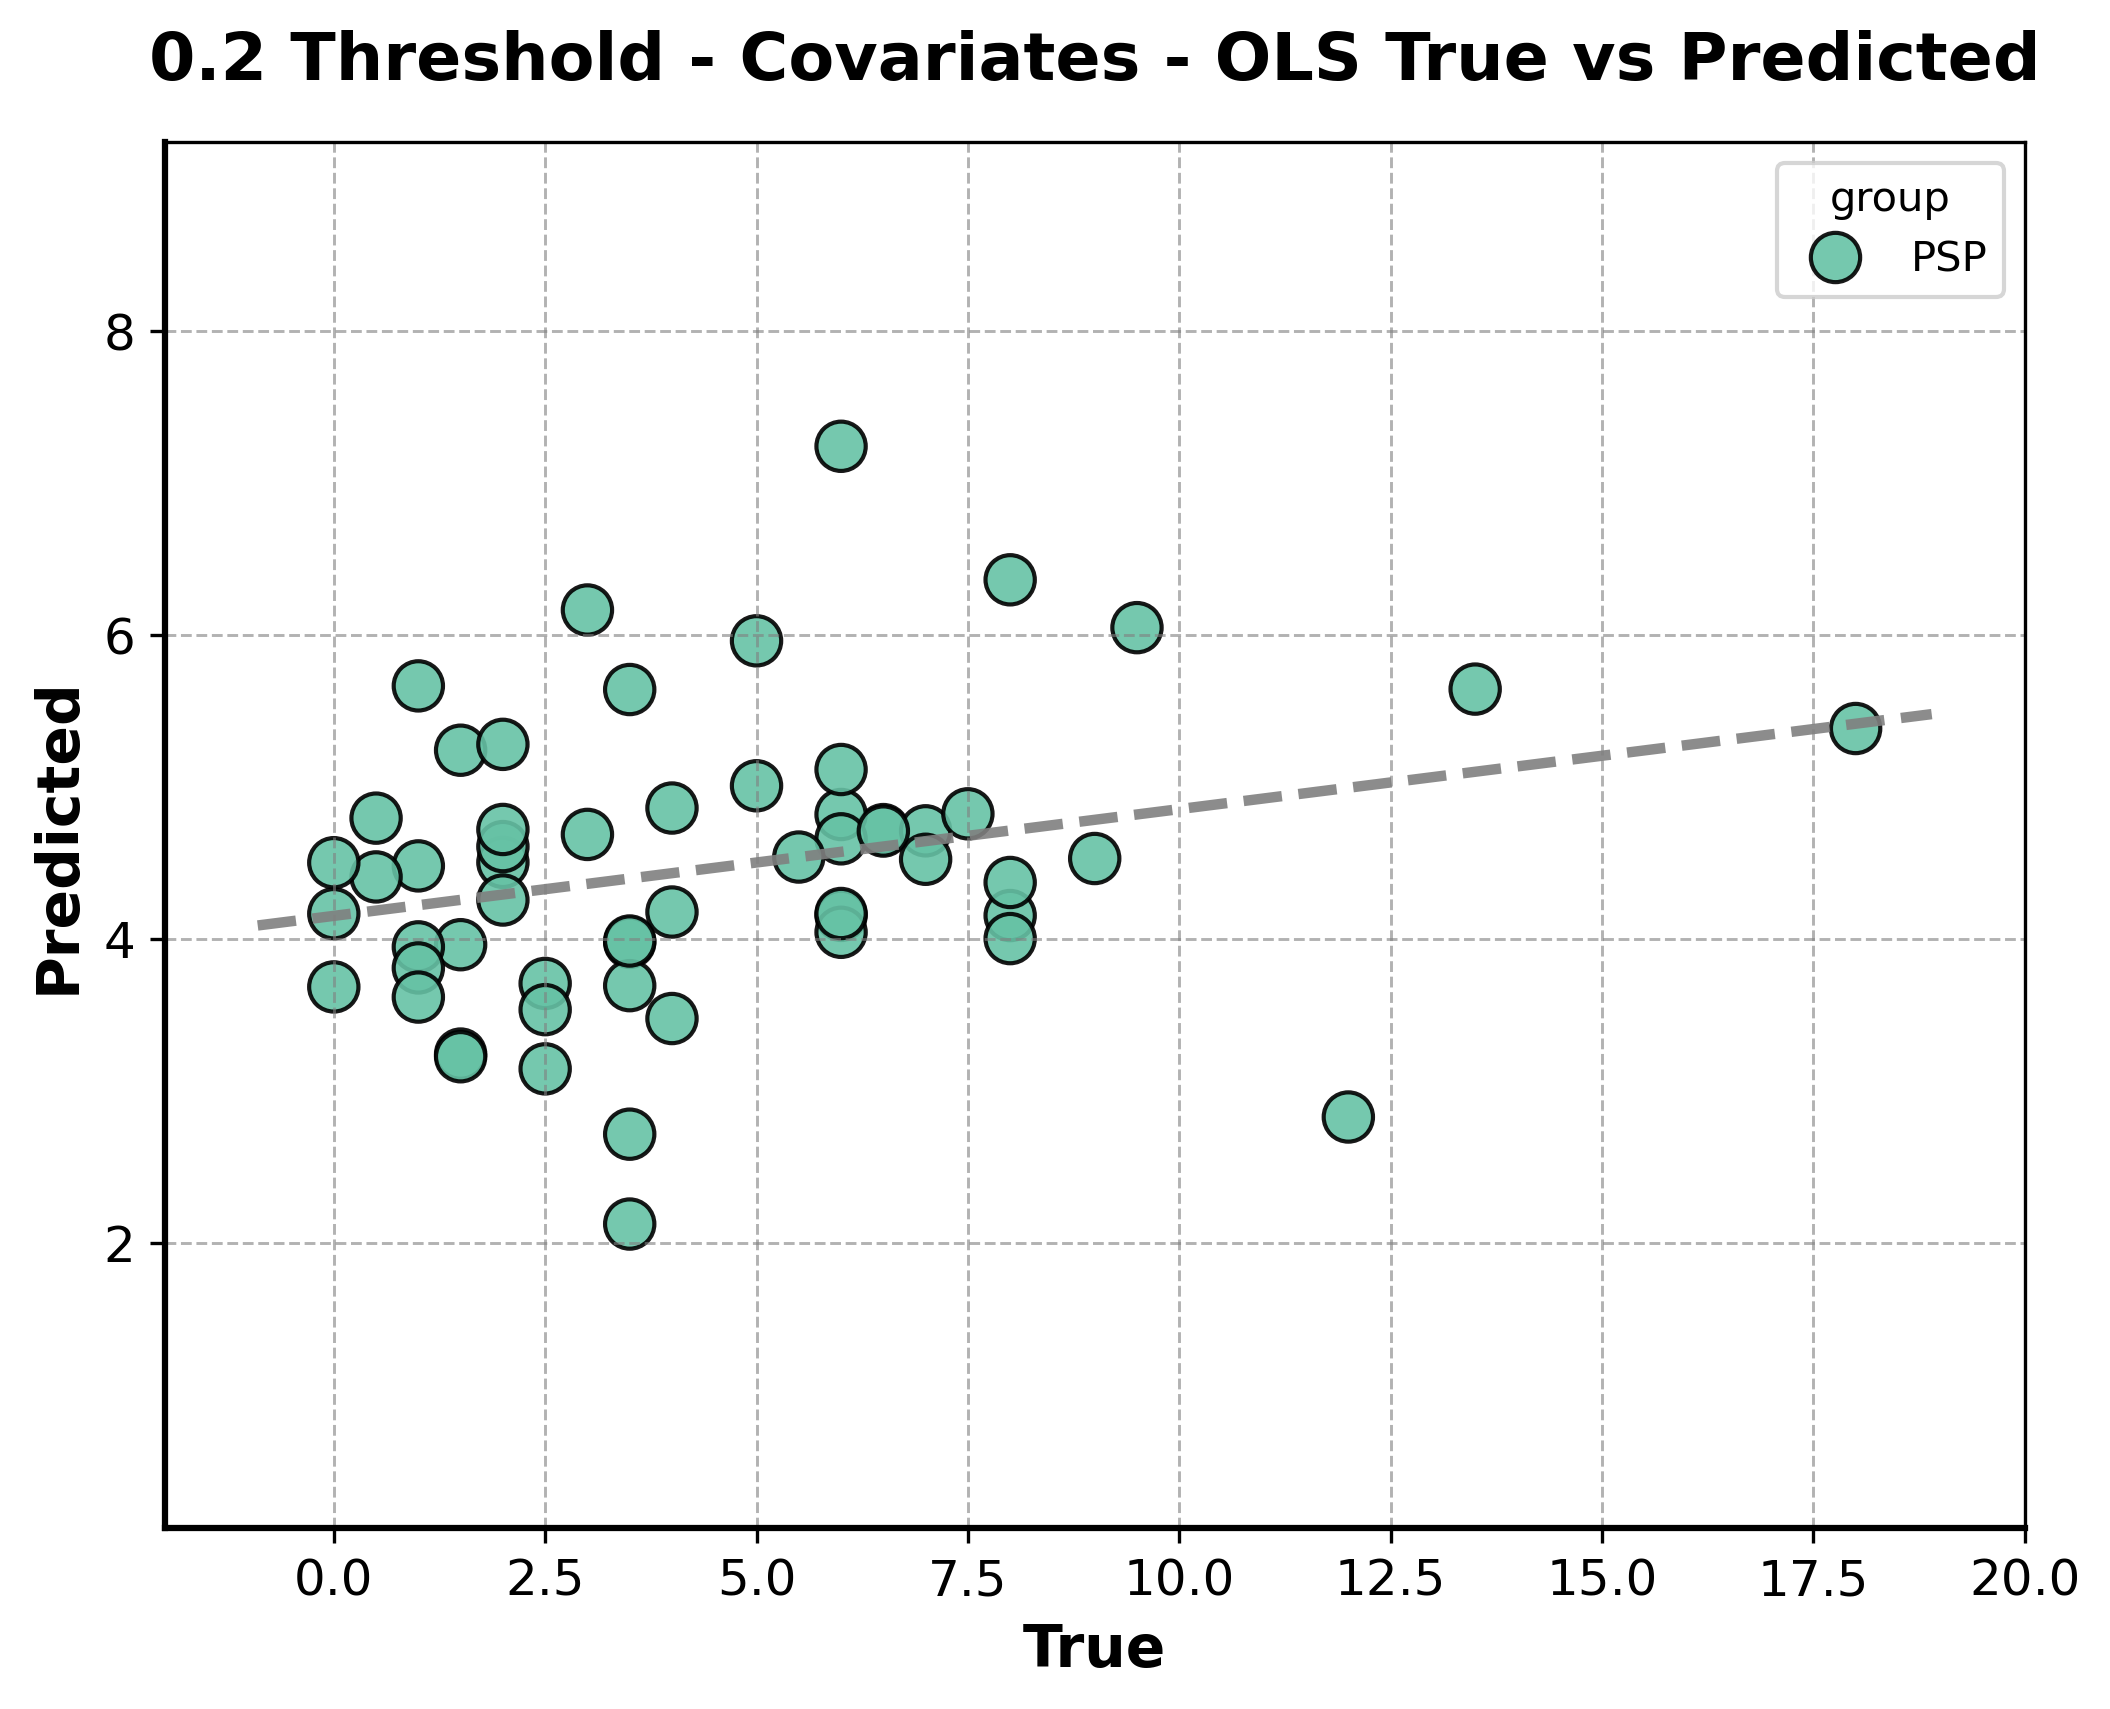 0.2 Threshold - Covariates - OLS True vs Predicted
group
PSP
Predicted
8
6
4
2
0.0 2.5 5.0 7.5 10.0 12.5 15.0 17.5 20.0
True